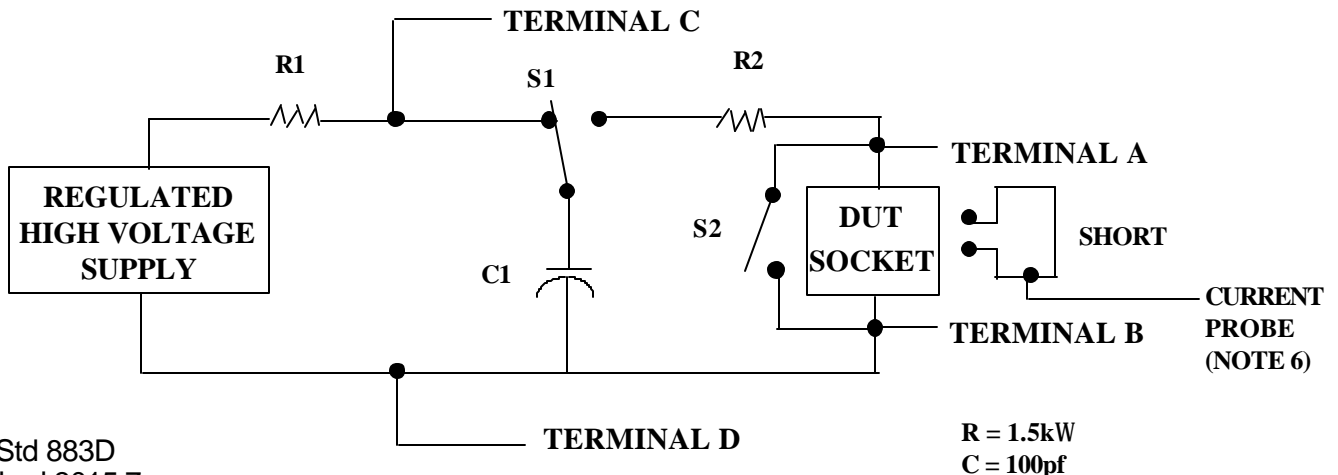 TERMINAL C
R1
S1
R2
TERMINAL A
REGULATED
HIGH VOLTAGE
SUPPLY
S2
DUT
SOCKET
SHORT
C1
CURRENT
PROBE
(NOTE 6)
TERMINAL B
TERMINAL D
Std 883D
R = 1.5kW
C = 100pf